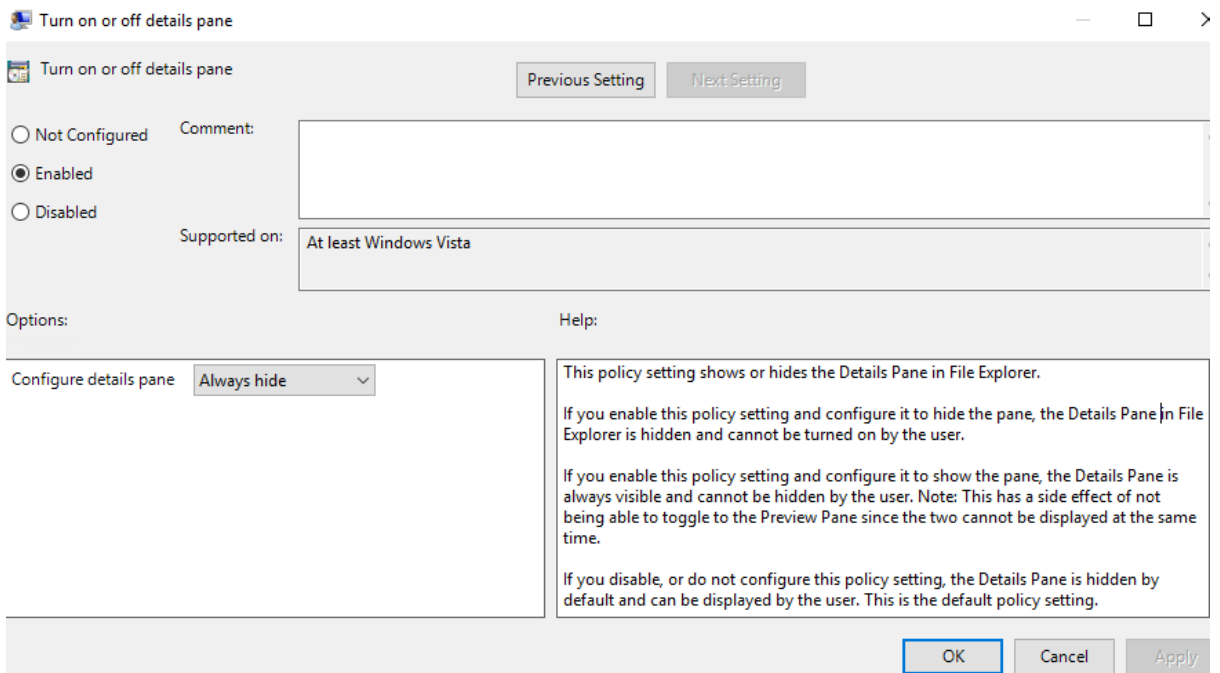 Turn on or off details pane
Turn on or off details pane
Previous Setting
Next Setting
Not Configured
Enabled
Disabled
Comment:
Supported on:
At least Windows Vista
Options:
Help:
Configure details pane
Always hide
This policy setting shows or hides the Details Pane in File Explorer.
If you enable this policy setting and configure it to hide the pane, the Details Pane in File
Explorer is hidden and cannot be turned on by the user.
If you enable this policy setting and configure it to show the pane, the Details Pane is
always visible and cannot be hidden by the user. Note: This has a side effect of not
being able to toggle to the Preview Pane since the two cannot be displayed at the same
time.
If you disable, or do not configure this policy setting, the Details Pane is hidden by
default and can be displayed by the user. This is the default policy setting.
OK
Cancel
Apply